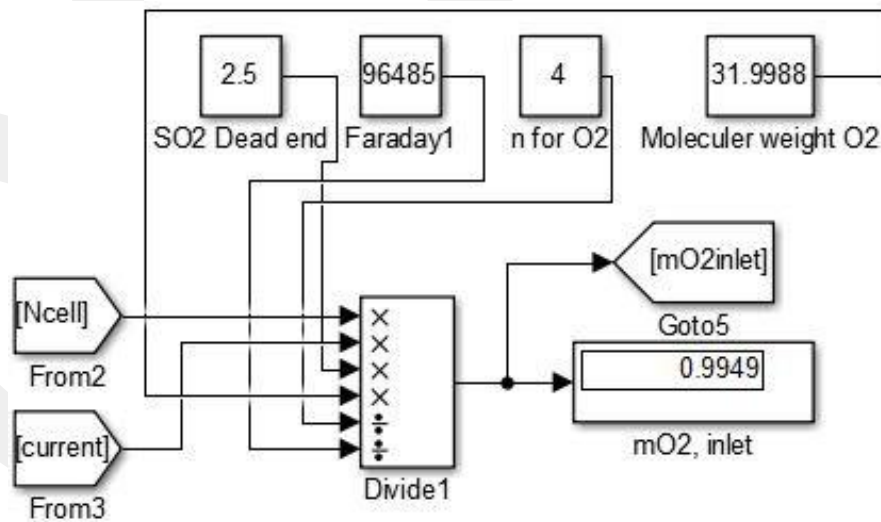 2.5
96485
4
31.9988
SO2 Dead end
Faraday1
n for O2
Moleculer weight O2
[Ncell]
From2
[current]
From3
×
×
×
×
÷
÷
Divide1
[mO2inlet]
Goto5
0.9949
mO2, inlet